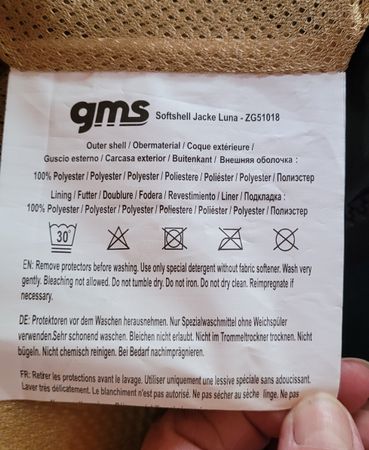 gms Softshell Jacke Luna - ZG51018
Outer shell / Obermaterial / Coque extérieure /
Guscio esterno / Carcasa exterior / Buitenkant / Внешняя оболочка :
100% Polyester / Polyester / Polyester / Poliestere / Poliéster / Polyester / Полиэстер
Lining / Futter / Doublure / Fodera / Revestimiento / Liner / Подкладка :
100% Polyester / Polyester / Polyester / Poliestere / Poliéster / Polyester / Полиэстер
30°
EN: Remove protectors before washing. Use only special detergent without fabric softener. Wash very
gently. Bleaching not allowed. Do not tumble dry. Do not iron. Do not dry clean. Reimpregnate if
necessary.
DE: Protektoren vor dem Waschen herausnehmen. Nur Spezialwaschmittel ohne Weichspüler
verwenden.Sehr schonend waschen. Bleichen nicht erlaubt. Nicht im Trommeltrockner trocknen. Nicht
bügeln. Nicht chemisch reinigen. Bei Bedarf nachimprägnieren.
FR: Retirer les protections avant le lavage. Utiliser uniquement une lessive spéciale sans adoucissant.
Laver très délicatement. Le blanchiment n'est pas autorisé. Ne pas sécher au sèche linge. Ne pas